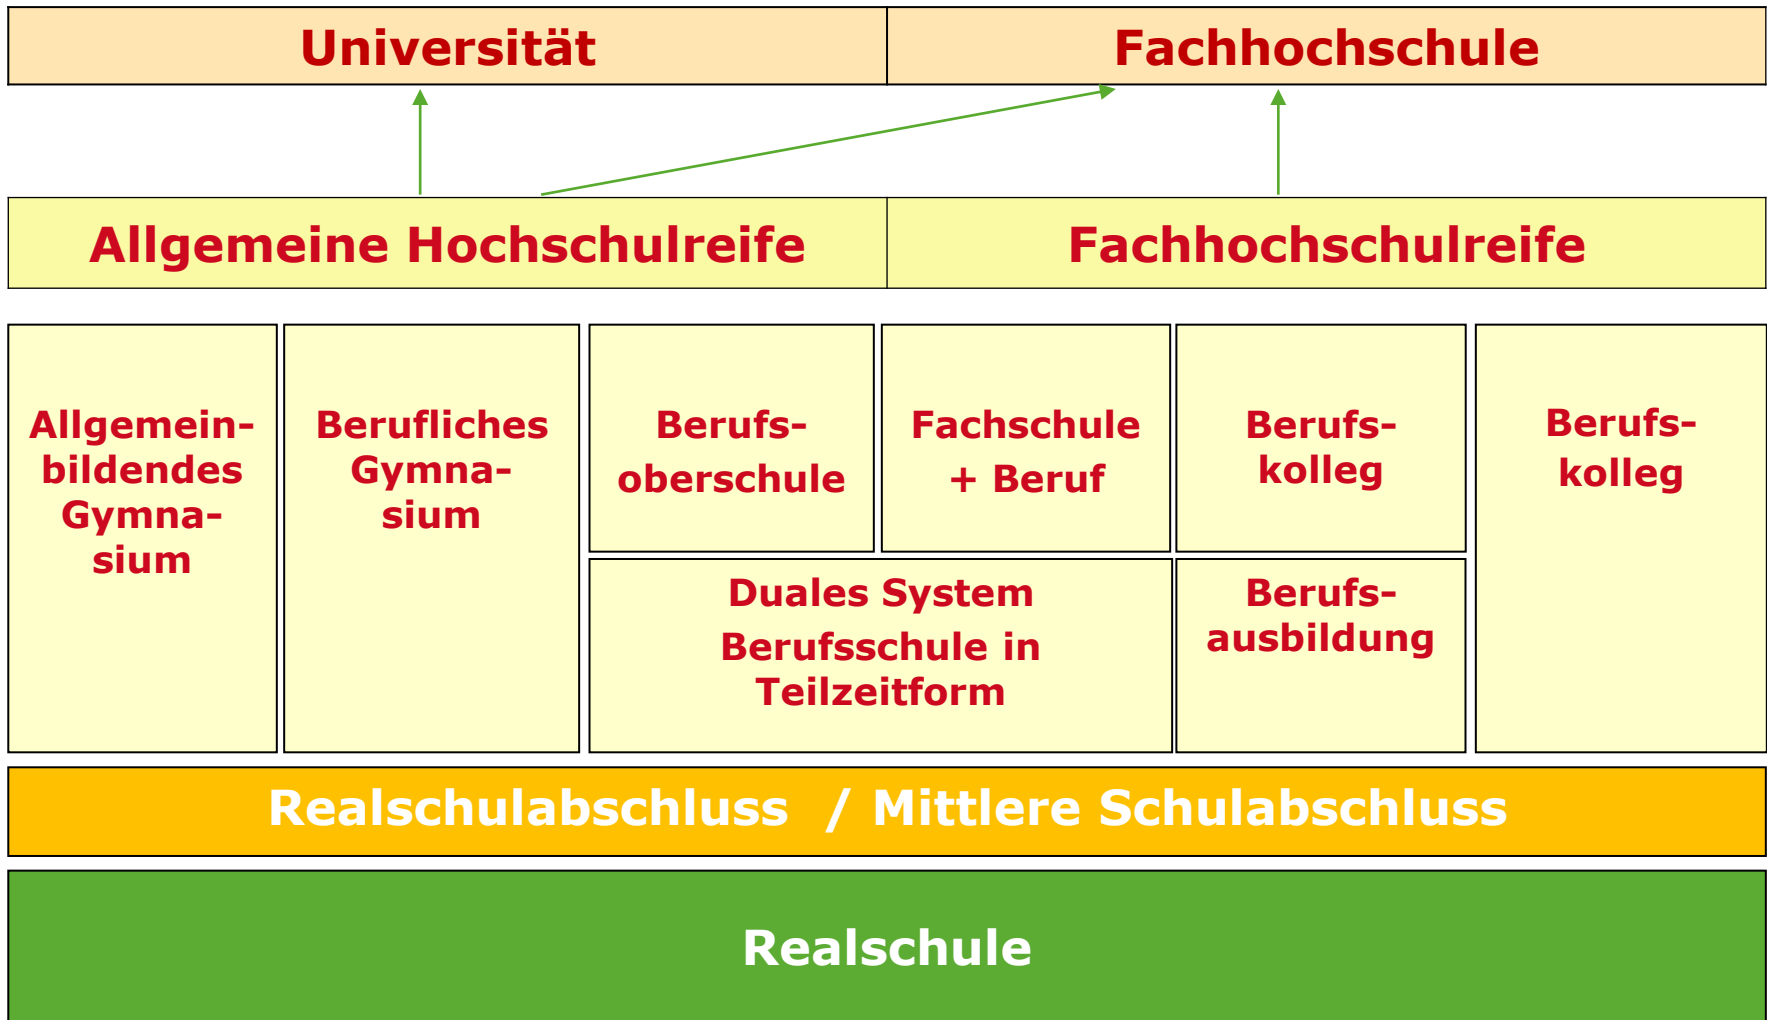 Universität
Fachhochschule
Allgemeine Hochschulreife
Fachhochschulreife
Allgemein-
bildendes
Gymna-
sium
Berufliches
Gymna-
sium
Berufs-
oberschule
Fachschule
+ Beruf
Berufs-
kolleg
Berufs-
kolleg
Duales System
Berufsschule in
Teilzeitform
Berufs-
ausbildung
Realschulabschluss / Mittlere Schulabschluss
Realschule